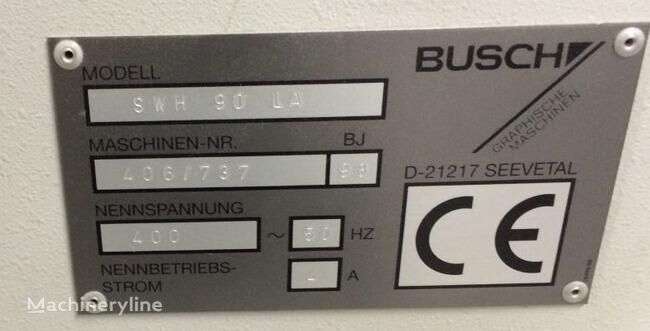 MODELL
BUSCH
SWH 90 LA
GRAPHISCHE
MASCHINEN
MASCHINEN-NR. BJ
406/737
D-21217 SEEVETAL
NENNSPANNUNG
400 ~ 50 HZ
CE
NENNBETRIEBS-
STROM A
Machineryline